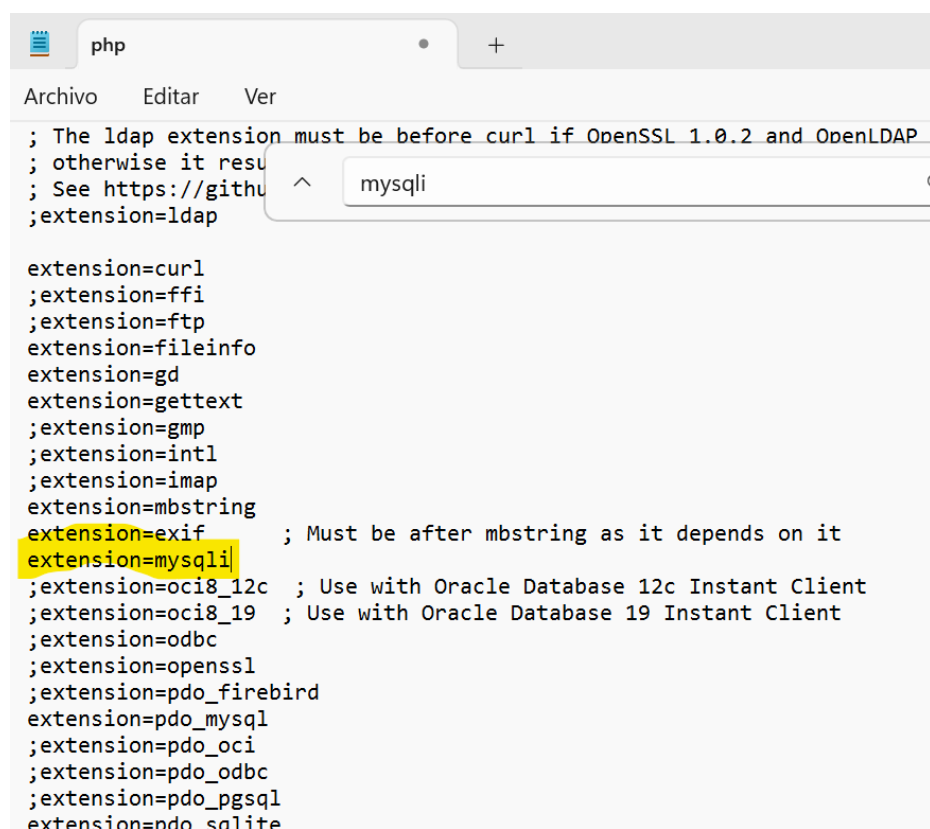 php
Archivo Editar Ver
; The ldap extension must be before curl if OpenSSL 1.0.2 and OpenLDAP
; otherwise it resu
; See https://githu
mysqli
;extension=ldap
extension=curl
;extension=ffi
;extension=ftp
extension=fileinfo
extension=gd
extension=gettext
;extension=gmp
;extension=intl
;extension=imap
extension=mbstring
extension=exif ; Must be after mbstring as it depends on it
extension=mysqli
;extension=oci8_12c ; Use with Oracle Database 12c Instant Client
;extension=oci8_19 ; Use with Oracle Database 19 Instant Client
;extension=odbc
;extension=openssl
;extension=pdo_firebird
extension=pdo_mysql
;extension=pdo_oci
;extension=pdo_odbc
;extension=pdo_pgsql
extension=pdo_sqlite